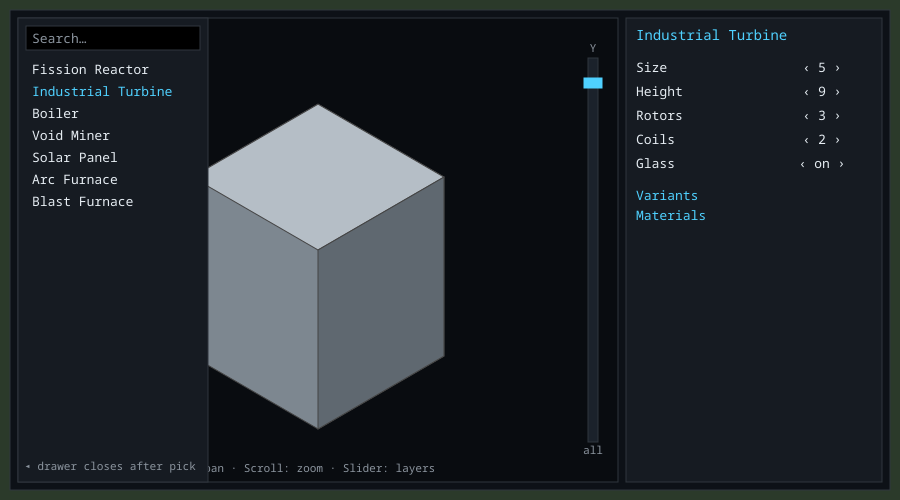 Search…
Fission Reactor
Industrial Turbine
Boiler
Void Miner
Solar Panel
Arc Furnace
Blast Furnace
◂ drawer closes after pick
pan · Scroll: zoom · Slider: layers
Y
all
Industrial Turbine
Size ‹ 5 ›
Height ‹ 9 ›
Rotors ‹ 3 ›
Coils ‹ 2 ›
Glass ‹ on ›
Variants
Materials